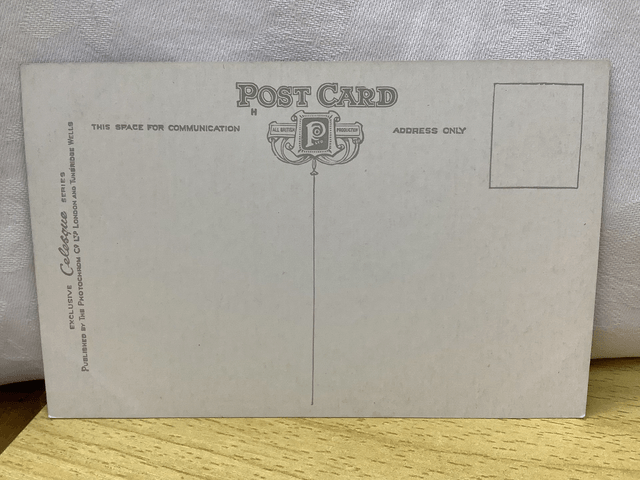 POST CARD
H
THIS SPACE FOR COMMUNICATION
ALL BRITISH P PRODUCTION
ADDRESS ONLY
EXCLUSIVE Celesque SERIES
PUBLISHED BY THE PHOTOCHROM CO LTD LONDON AND TUNBRIDGE WELLS